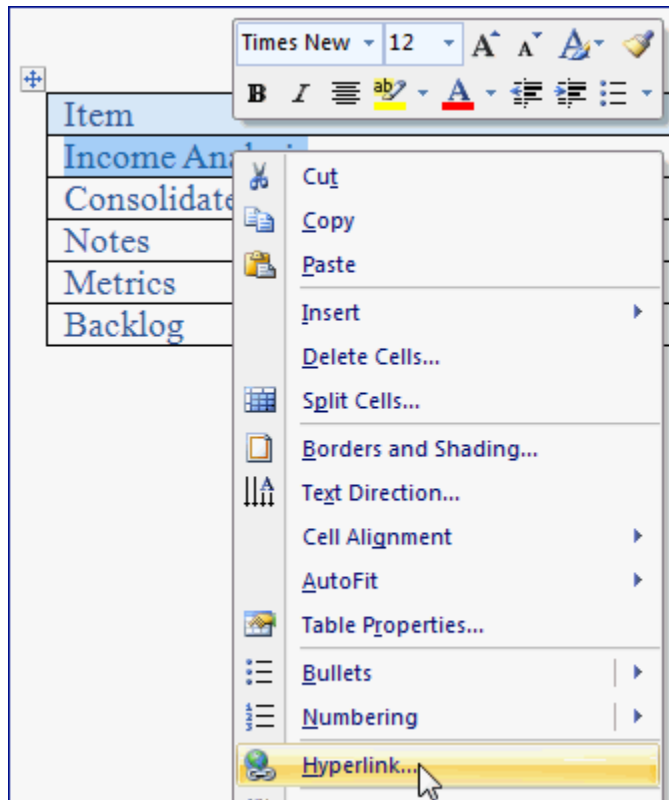 Times New 12
Item
Income An
Consolidate
Notes
Metrics
Backlog
Cut
Copy
Paste
Insert
Delete Cells...
Split Cells...
Borders and Shading...
Text Direction...
Cell Alignment
AutoFit
Table Properties...
Bullets
Numbering
Hyperlink...